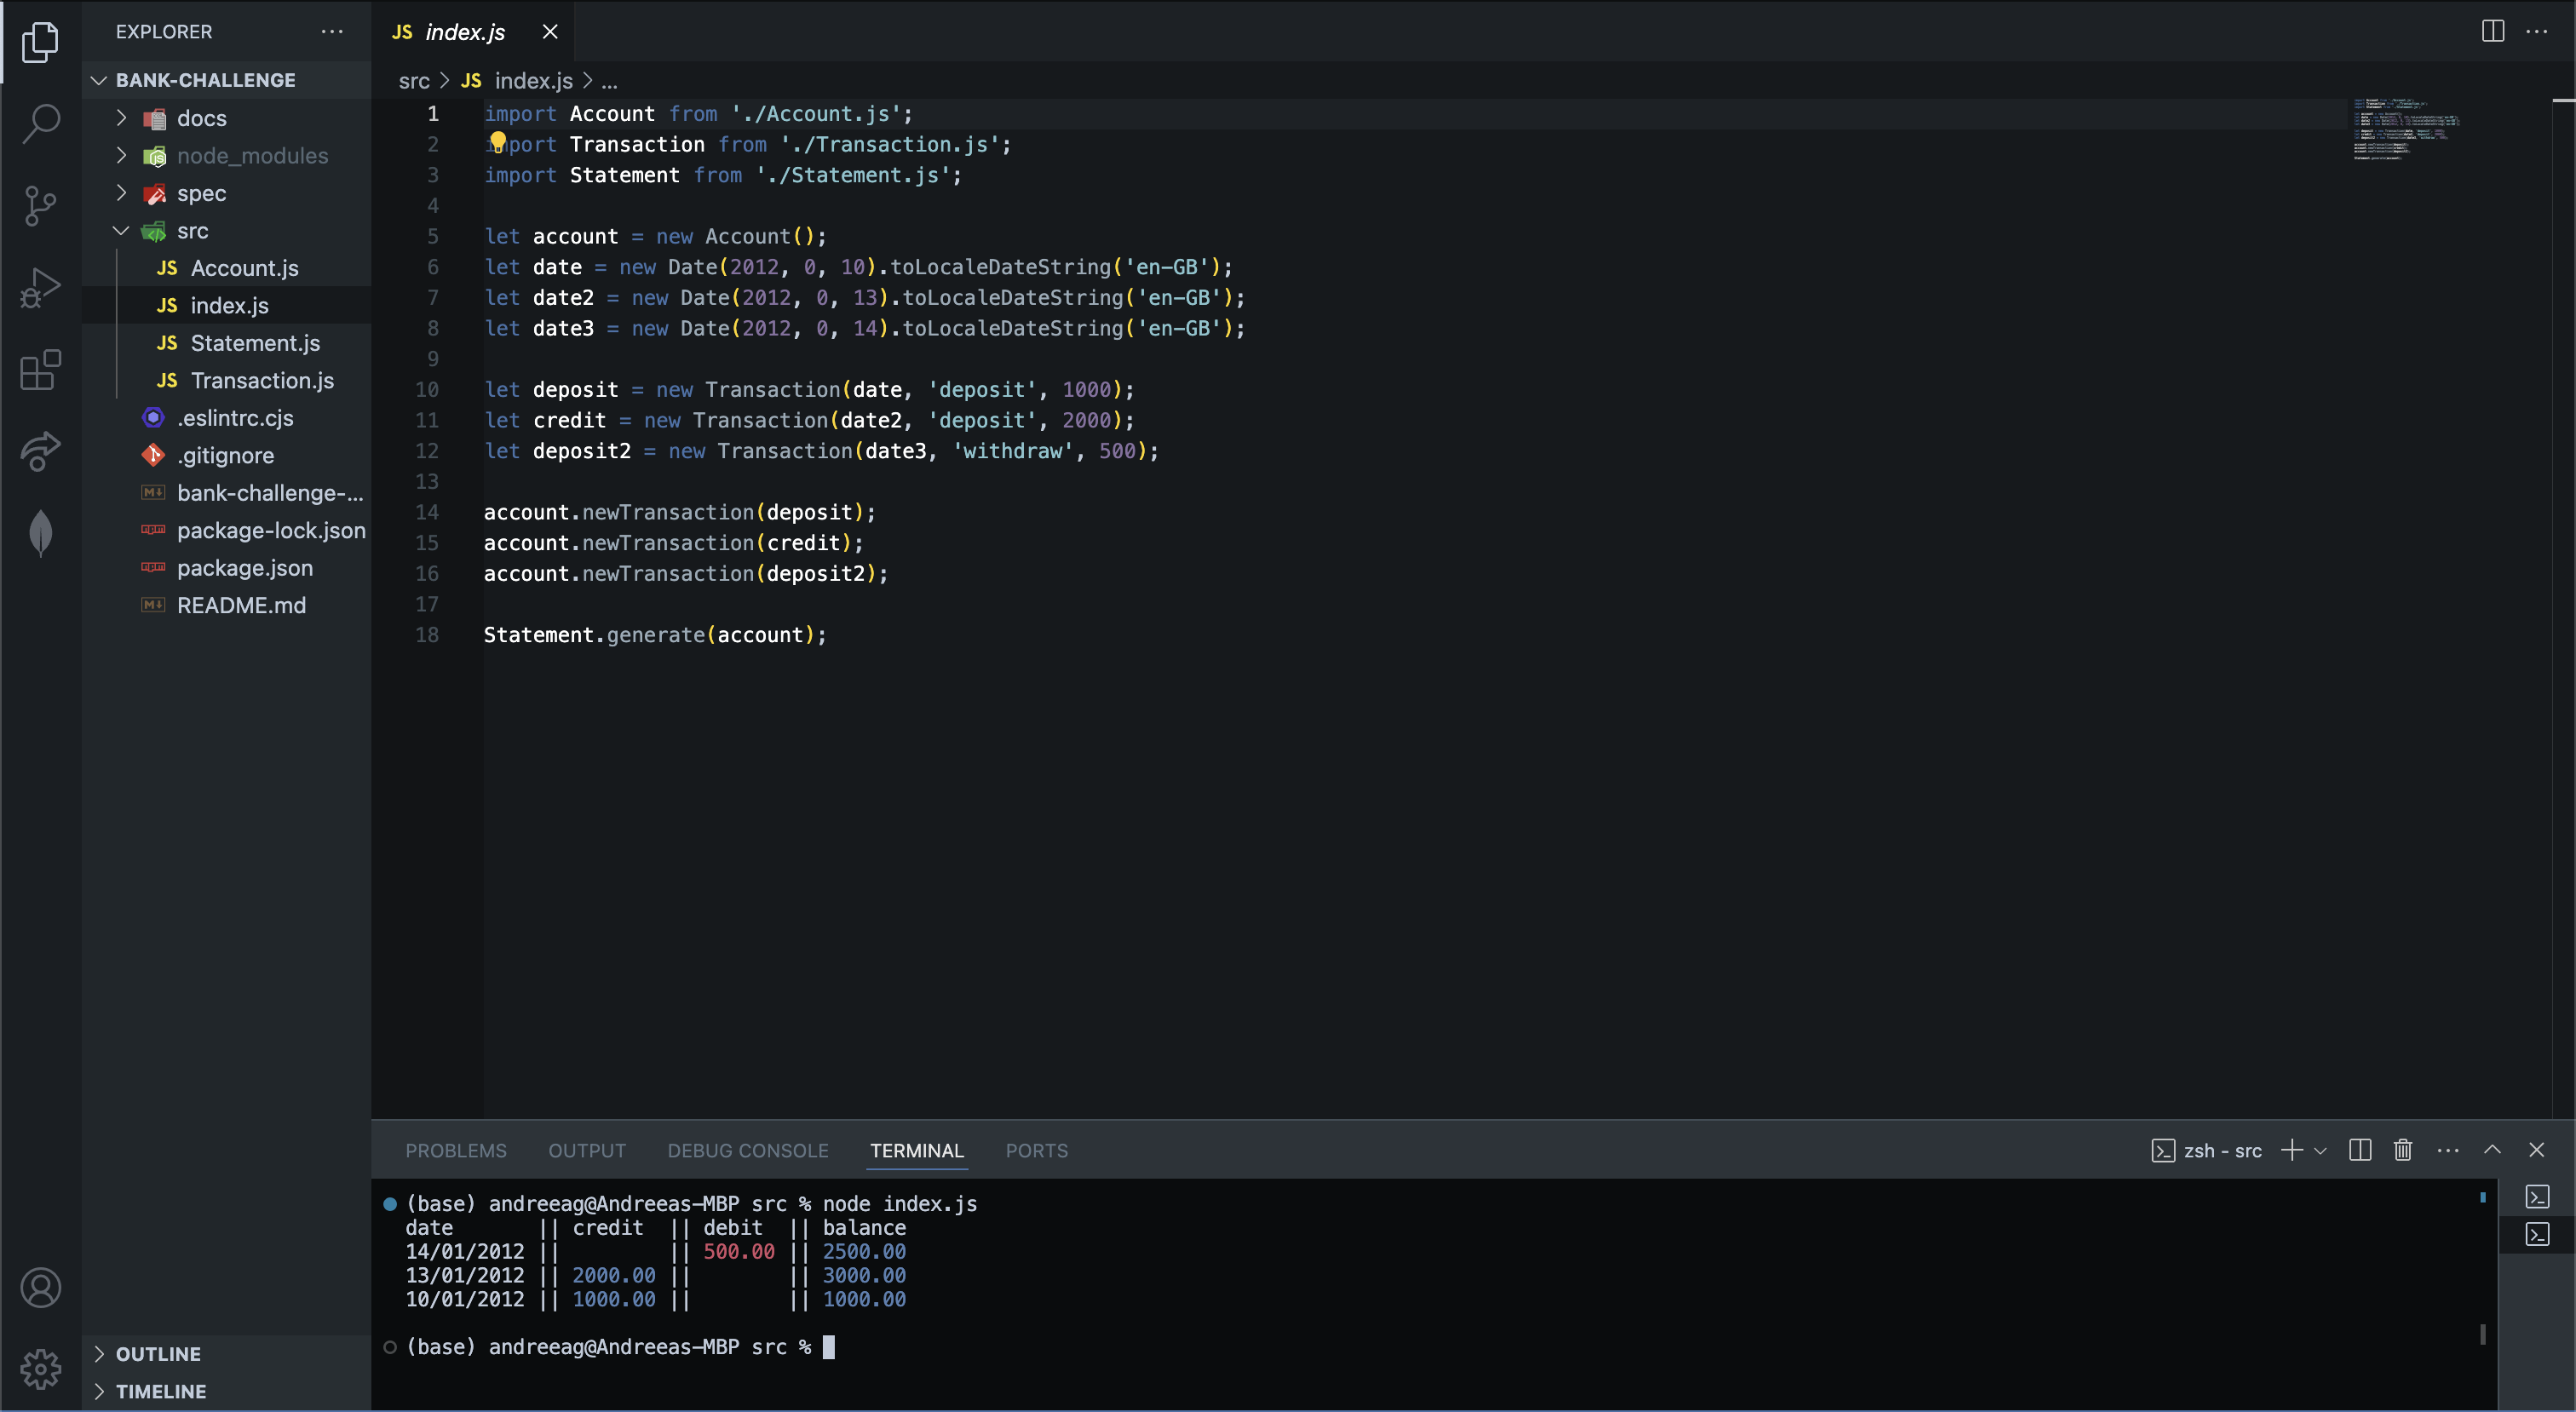 EXPLORER
BANK-CHALLENGE
docs
node_modules
spec
src
JS Account.js
JS index.js
JS Statement.js
JS Transaction.js
.eslintrc.cjs
.gitignore
bank-challenge-...
package-lock.json
package.json
README.md
OUTLINE
TIMELINE
JS index.js
src > JS index.js > ...
1 import Account from './Account.js';
2 import Transaction from './Transaction.js';
3 import Statement from './Statement.js';
4
5 let account = new Account();
6 let date = new Date(2012, 0, 10).toLocaleDateString('en-GB');
7 let date2 = new Date(2012, 0, 13).toLocaleDateString('en-GB');
8 let date3 = new Date(2012, 0, 14).toLocaleDateString('en-GB');
9
10 let deposit = new Transaction(date, 'deposit', 1000);
11 let credit = new Transaction(date2, 'deposit', 2000);
12 let deposit2 = new Transaction(date3, 'withdraw', 500);
13
14 account.newTransaction(deposit);
15 account.newTransaction(credit);
16 account.newTransaction(deposit2);
17
18 Statement.generate(account);
PROBLEMS OUTPUT DEBUG CONSOLE TERMINAL PORTS zsh - src
(base) andreeag@Andreeas-MBP src % node index.js
date || credit || debit || balance
14/01/2012 || || 500.00 || 2500.00
13/01/2012 || 2000.00 || || 3000.00
10/01/2012 || 1000.00 || || 1000.00
(base) andreeag@Andreeas-MBP src %